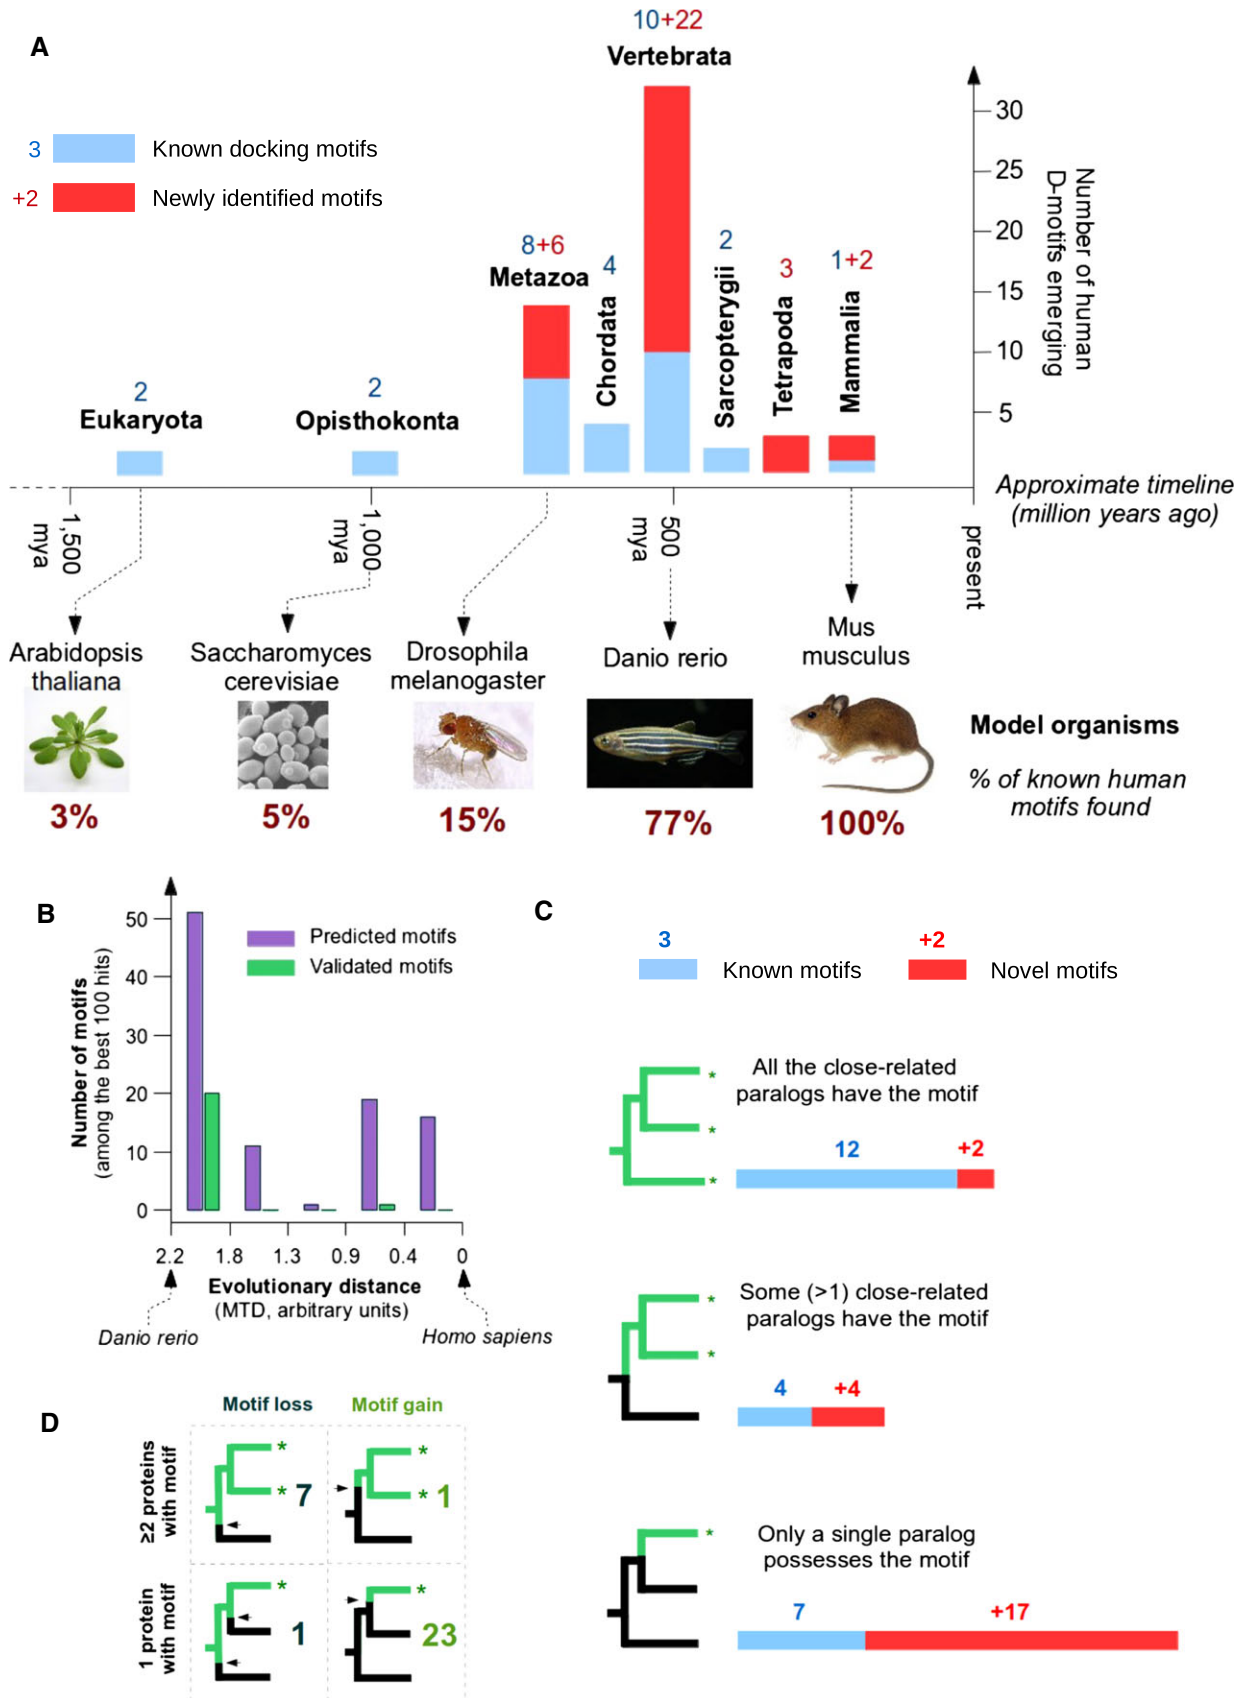 A
10+22
Vertebrata
3 Known docking motifs
+2 Newly identified motifs
8+6
Metazoa
4
Chordata
2
Sarcopterygii
3
Tetrapoda
1+2
Mammalia
2
Eukaryota
2
Opisthokonta
30
25
20
15
10
5
Number of human
D-motifs emerging
Approximate timeline
(million years ago)
1,500
mya
1,000
mya
500
mya
present
Arabidopsis
thaliana
Saccharomyces
cerevisiae
Drosophila
melanogaster
Danio rerio
Mus
musculus
Model organisms
% of known human
motifs found
3%
5%
15%
77%
100%
B
Number of motifs
(among the best 100 hits)
50
40
30
20
10
0
Predicted motifs
Validated motifs
2.2 1.8 1.3 0.9 0.4 0
Evolutionary distance
(MTD, arbitrary units)
Danio rerio
Homo sapiens
C
3
Known motifs
+2
Novel motifs
All the close-related
paralogs have the motif
12 +2
* * *
Some (>1) close-related
paralogs have the motif
4 +4
* *
Only a single paralog
possesses the motif
7 +17
*
D
Motif loss Motif gain
≥2 proteins
with motif
*
* 7
*
* 1
1 protein
with motif
*
1
*
23